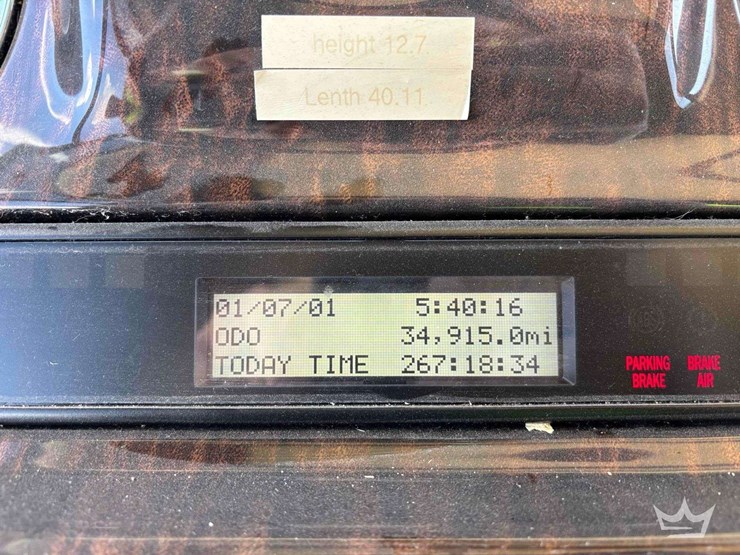 height 12.7
Lenth 40.11
01/07/01 5:40:16
ODO 34,915.0mi
TODAY TIME 267:18:34
PARKING BRAKE
BRAKE AIR